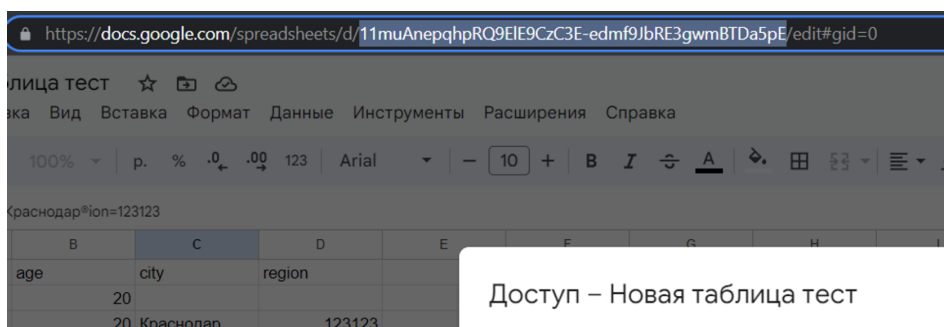 https://docs.google.com/spreadsheets/d/11muAnepqhpRQ9ElE9CzC3E-edmf9JbRE3gwmBTDa5pE/edit#gid=0
лица тест
вка Вид Вставка Формат Данные Инструменты Расширения Справка
100% р. % .0 .00 123 Arial 10 B I S A
Краснодар®ion=123123
B C D E F G H
age city region
20
20 Краснодар 123123
Доступ – Новая таблица тест